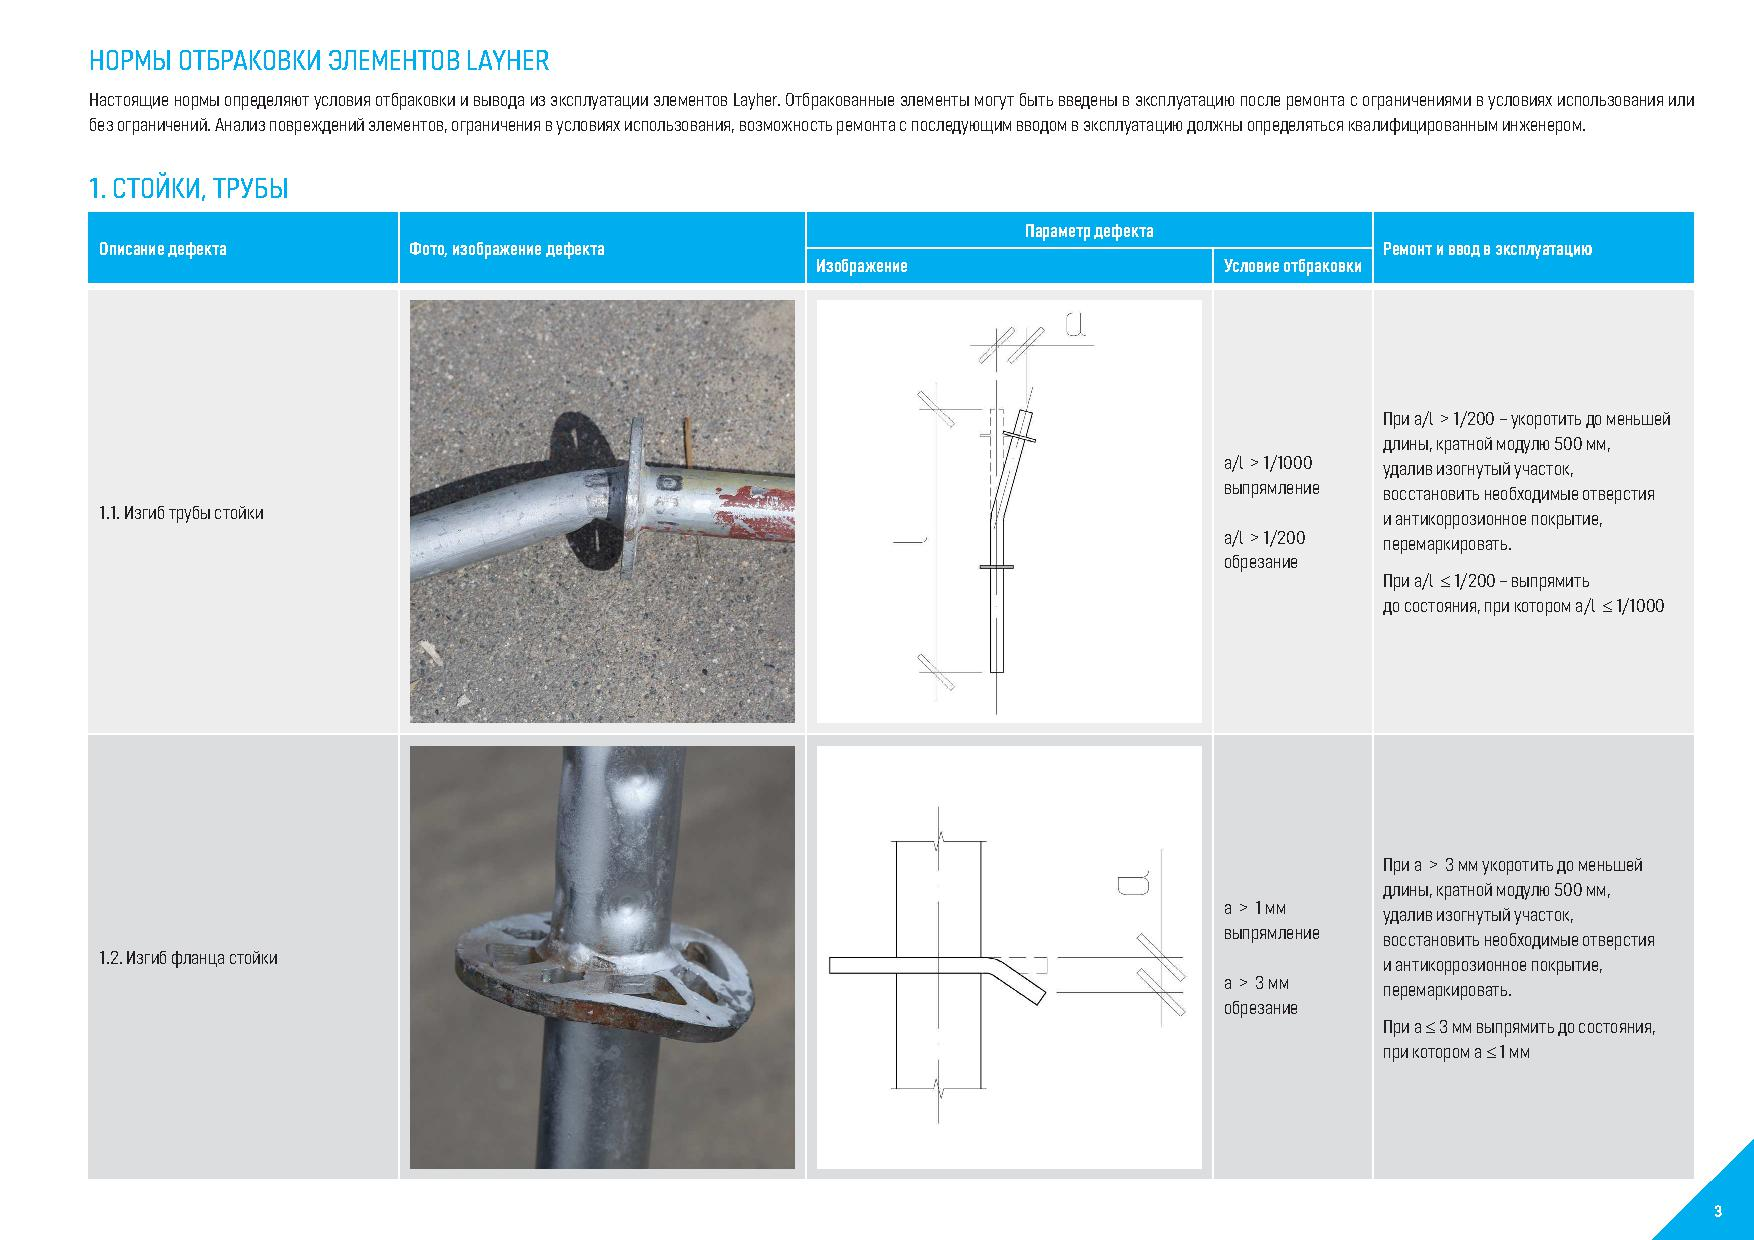 НОРМЫ ОТБРАКОВКИ ЭЛЕМЕНТОВ LAYHER
Настоящие нормы определяют условия отбраковки и вывода из эксплуатации элементов Layher. Отбракованные элементы могут быть введены в эксплуатацию после ремонта с ограничениями в условиях использования или
без ограничений. Анализ повреждений элементов, ограничения в условиях использования, возможность ремонта с последующим вводом в эксплуатацию должны определяться квалифицированным инженером.
1. СТОЙКИ, ТРУБЫ
Описание дефекта
Фото, изображение дефекта
Параметр дефекта
Изображение
Условие отбраковки
Ремонт и ввод в эксплуатацию
1.1. Изгиб трубы стойки
a
l
a/l > 1/1000
выпрямление
a/l > 1/200
обрезание
При a/l > 1/200 – укоротить до меньшей
длины, кратной модулю 500 мм,
удалив изогнутый участок,
восстановить необходимые отверстия
и антикоррозионное покрытие,
перемаркировать.
При a/l ≤ 1/200 – выпрямить
до состояния, при котором a/l ≤ 1/1000
1.2. Изгиб фланца стойки
a
a > 1 мм
выпрямление
a > 3 мм
обрезание
При a > 3 мм укоротить до меньшей
длины, кратной модулю 500 мм,
удалив изогнутый участок,
восстановить необходимые отверстия
и антикоррозионное покрытие,
перемаркировать.
При a ≤ 3 мм выпрямить до состояния,
при котором a ≤ 1 мм
3